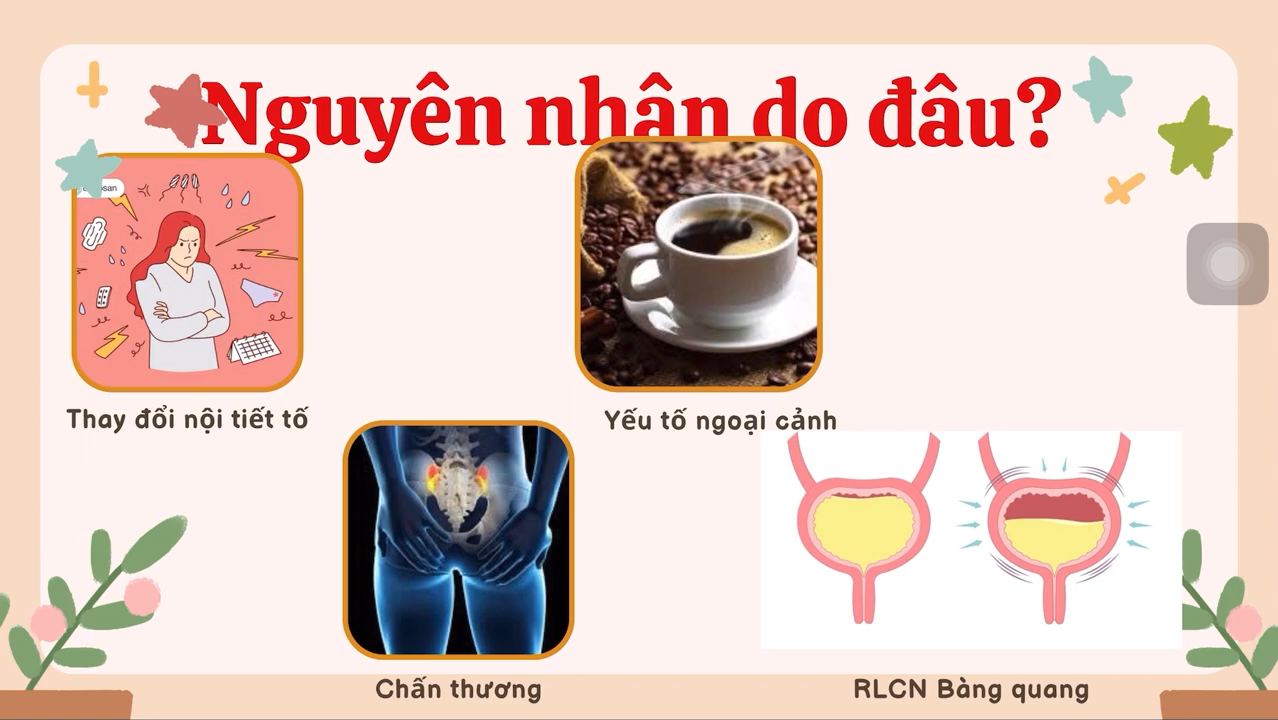 Nguyên nhân do đâu?
Thay đổi nội tiết tố
Yếu tố ngoại cảnh
Chấn thương
RLCN Bàng quang